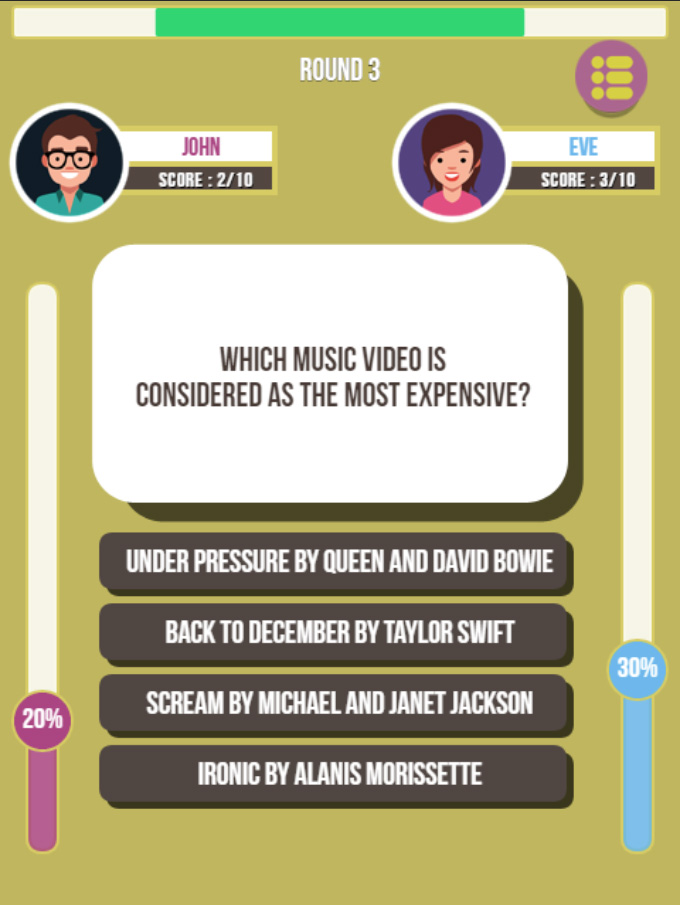 ROUND 3
JOHN
SCORE : 2/10
EVE
SCORE : 3/10
WHICH MUSIC VIDEO IS
CONSIDERED AS THE MOST EXPENSIVE?
UNDER PRESSURE BY QUEEN AND DAVID BOWIE
BACK TO DECEMBER BY TAYLOR SWIFT
SCREAM BY MICHAEL AND JANET JACKSON
IRONIC BY ALANIS MORISSETTE
20%
30%